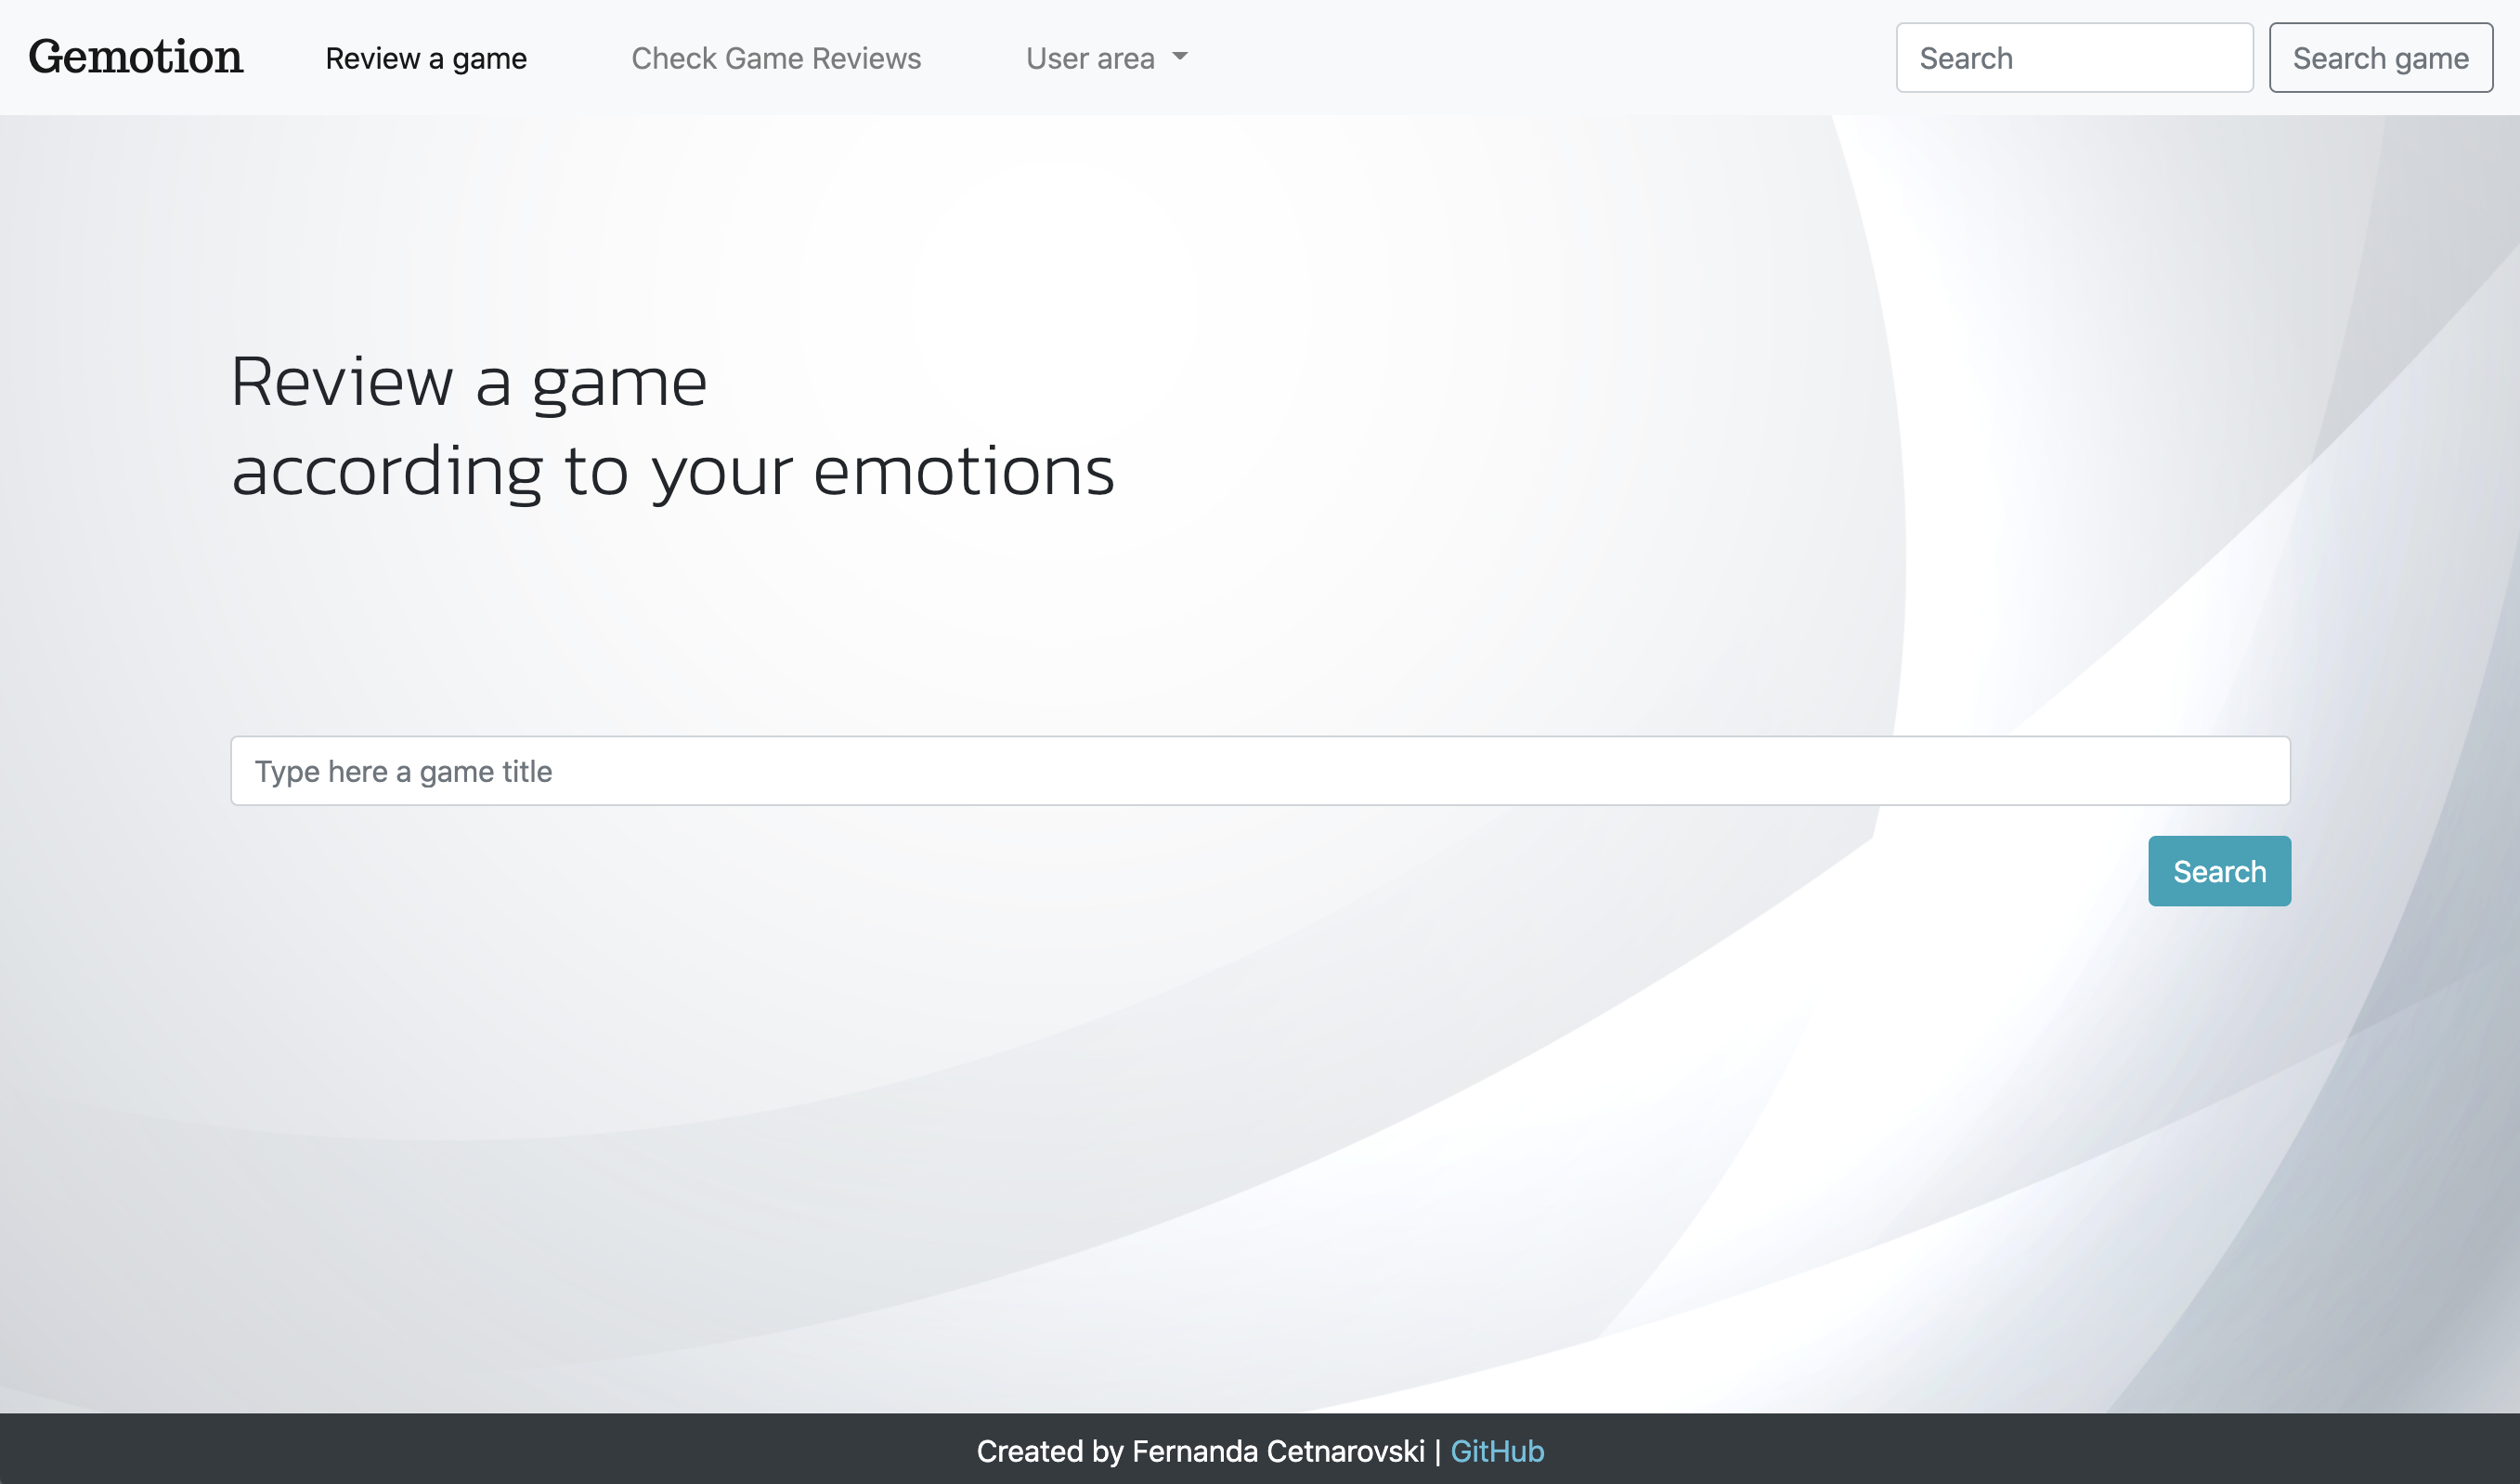 Gemotion
Review a game
Check Game Reviews
User area
Search
Search game
Review a game
according to your emotions
Type here a game title
Search
Created by Fernanda Cetnarovski | GitHub